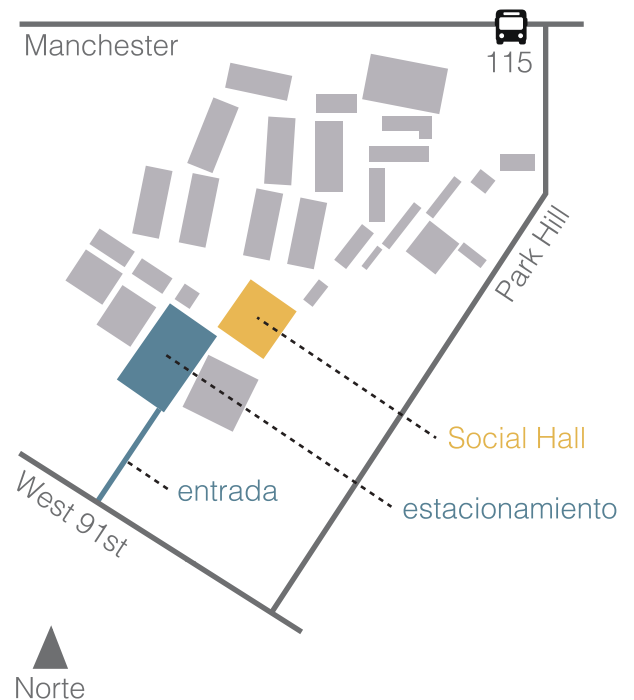 Manchester
115
Park Hill
Social Hall
entrada
estacionamiento
West 91st
Norte